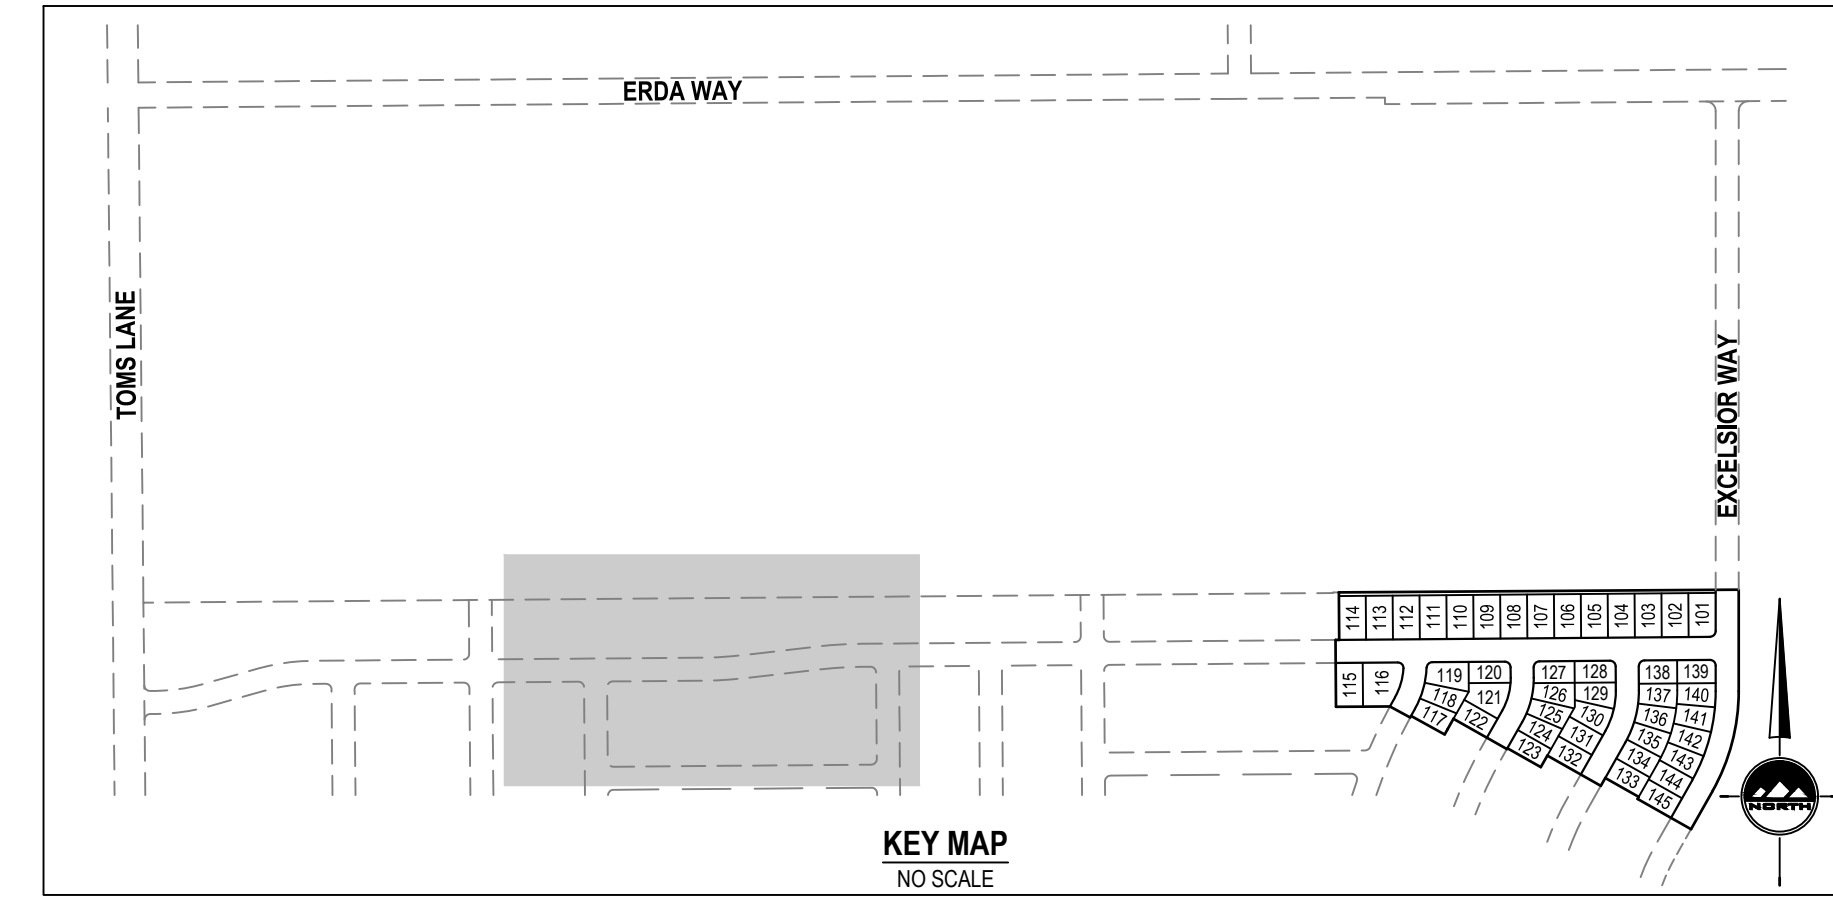 ERDA WAY
TOMS LANE
EXCELSIOR WAY
114 113 112 111 110 109 108 107 106 105 104 103 102 101
115 116 119 120 127 128 138 139
118 121 126 129 137 140
117 122 125 130 136 141
124 131 135 142
123 132 134 143
133 144
145
NORTH
KEY MAP
NO SCALE